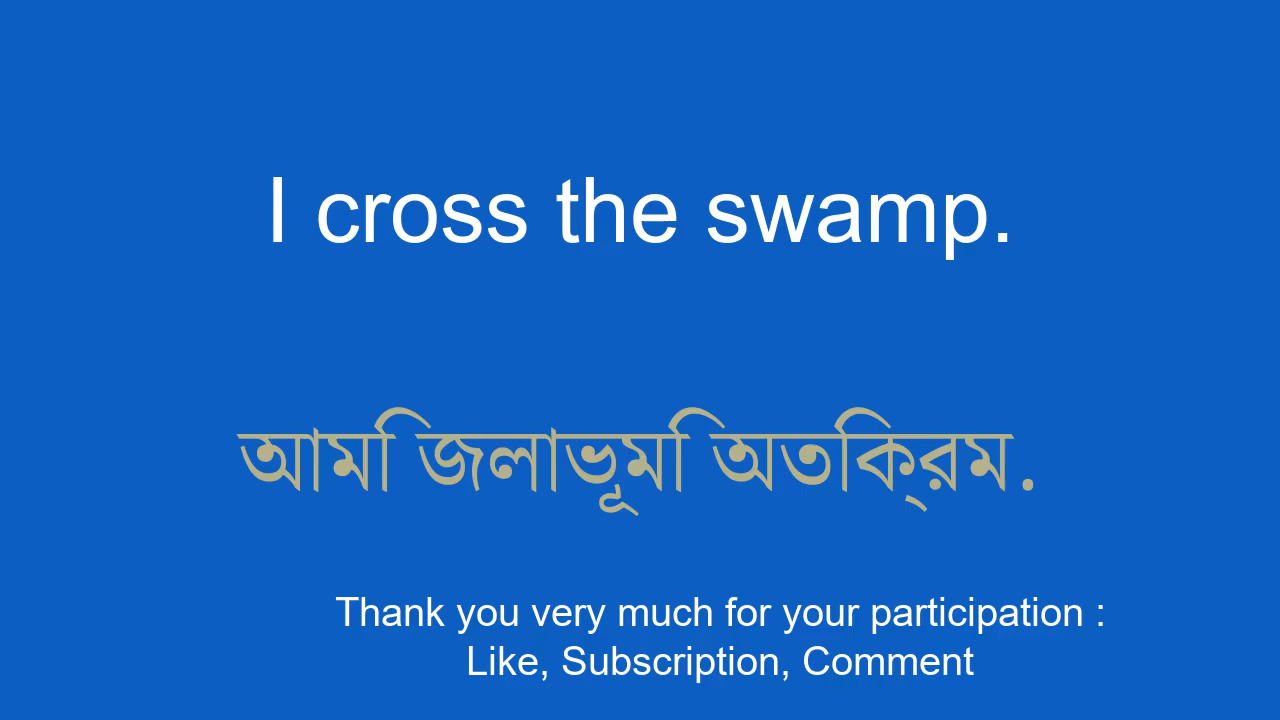 I cross the swamp.
আমি জলাভূমি অতিক্রম.
Thank you very much for your participation :
Like, Subscription, Comment